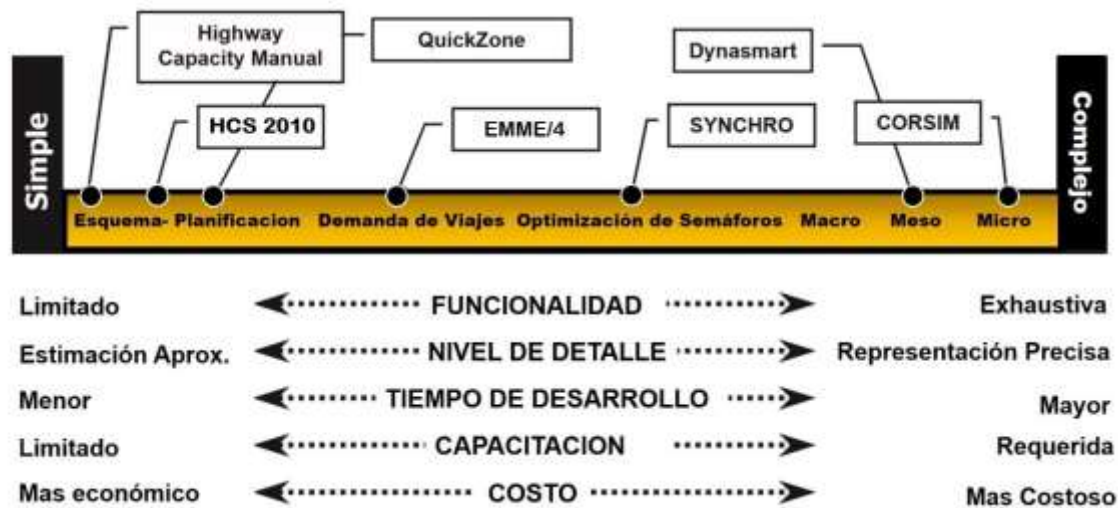 Highway
Capacity Manual
QuickZone
Dynasmart
HCS 2010
EMME/4
SYNCHRO
CORSIM
Simple
Complejo
Esquema- Planificacion Demanda de Viajes Optimización de Semáforos Macro Meso Micro
Limitado FUNCIONALIDAD Exhaustiva
Estimación Aprox. NIVEL DE DETALLE Representación Precisa
Menor TIEMPO DE DESARROLLO Mayor
Limitado CAPACITACION Requerida
Mas económico COSTO Mas Costoso